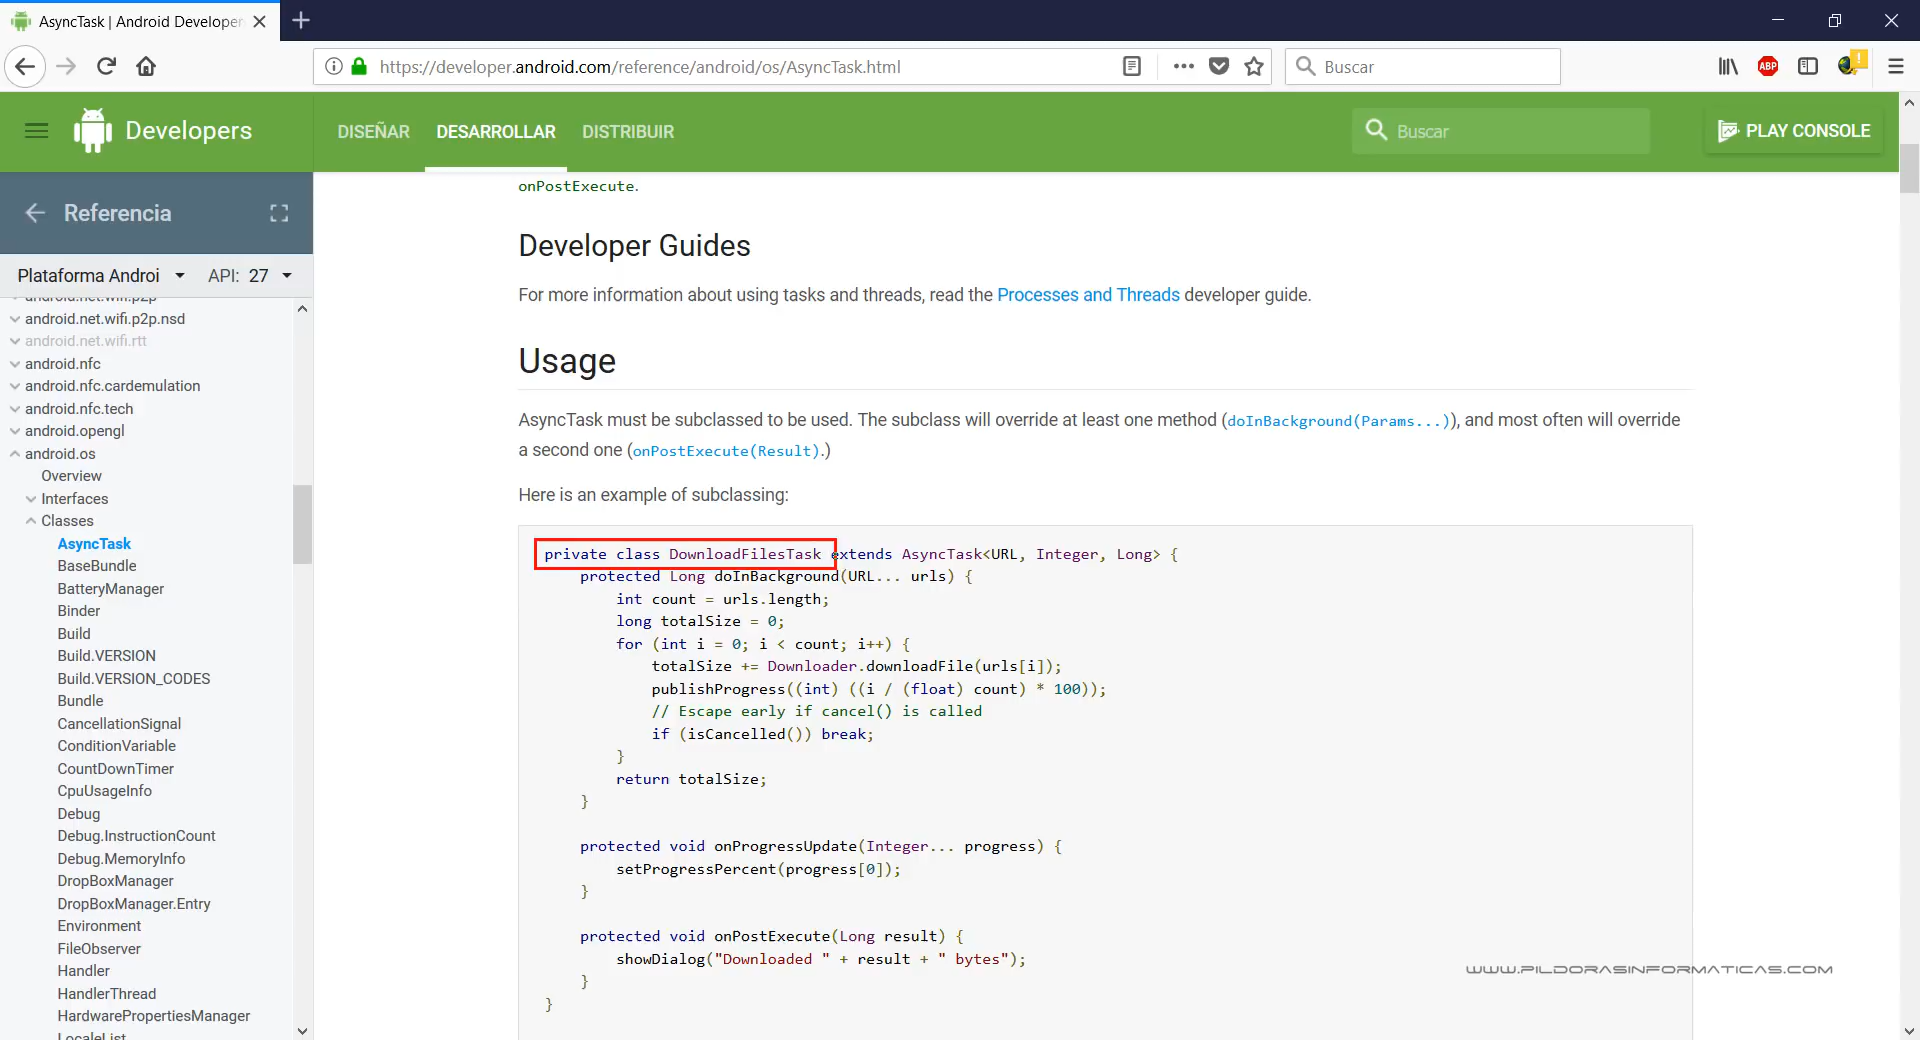 AsyncTask | Android Developer
https://developer.android.com/reference/android/os/AsyncTask.html
Buscar
ABP
Developers
DISEÑAR
DESARROLLAR
DISTRIBUIR
Buscar
PLAY CONSOLE
Referencia
Plataforma Androi
API: 27
android.net.wifi.p2p
android.net.wifi.p2p.nsd
android.net.wifi.rtt
android.nfc
android.nfc.cardemulation
android.nfc.tech
android.opengl
android.os
Overview
Interfaces
Classes
AsyncTask
BaseBundle
BatteryManager
Binder
Build
Build.VERSION
Build.VERSION_CODES
Bundle
CancellationSignal
ConditionVariable
CountDownTimer
CpuUsageInfo
Debug
Debug.InstructionCount
Debug.MemoryInfo
DropBoxManager
DropBoxManager.Entry
Environment
FileObserver
Handler
HandlerThread
HardwarePropertiesManager
LocaleList
onPostExecute.
Developer Guides
For more information about using tasks and threads, read the Processes and Threads developer guide.
Usage
AsyncTask must be subclassed to be used. The subclass will override at least one method (doInBackground(Params...)), and most often will override
a second one (onPostExecute(Result).)
Here is an example of subclassing:
private class DownloadFilesTask extends AsyncTask<URL, Integer, Long> {
protected Long doInBackground(URL... urls) {
int count = urls.length;
long totalSize = 0;
for (int i = 0; i < count; i++) {
totalSize += Downloader.downloadFile(urls[i]);
publishProgress((int) ((i / (float) count) * 100));
// Escape early if cancel() is called
if (isCancelled()) break;
}
return totalSize;
}
protected void onProgressUpdate(Integer... progress) {
setProgressPercent(progress[0]);
}
protected void onPostExecute(Long result) {
showDialog("Downloaded " + result + " bytes");
}
}
WWW.PILDORASINFORMATICAS.COM